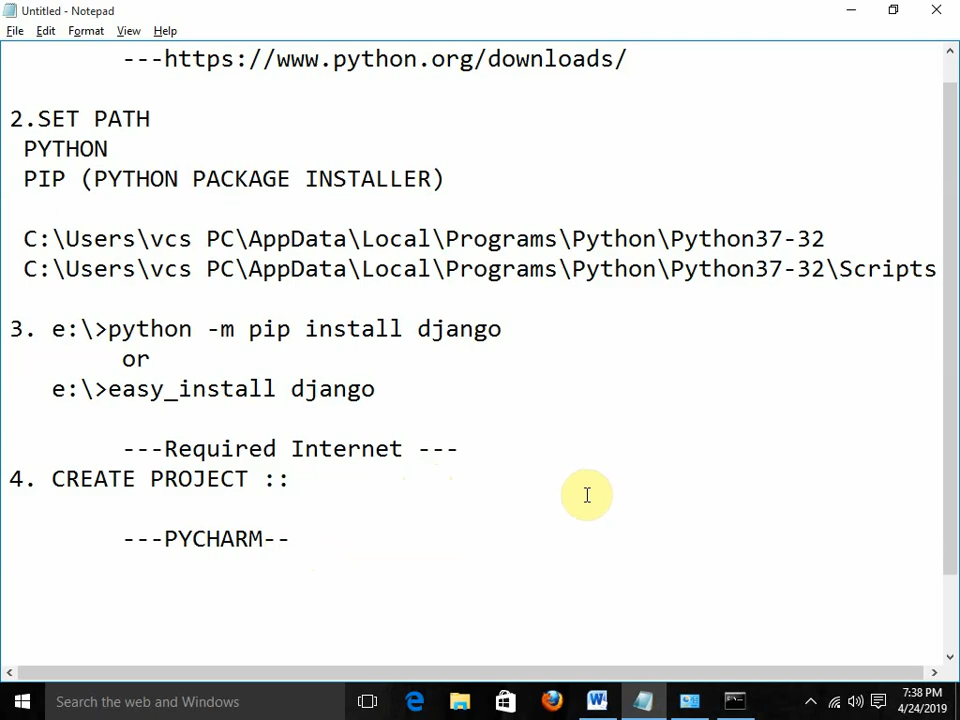 Untitled - Notepad
File Edit Format View Help
---https://www.python.org/downloads/
2.SET PATH
PYTHON
PIP (PYTHON PACKAGE INSTALLER)
C:\Users\vcs PC\AppData\Local\Programs\Python\Python37-32
C:\Users\vcs PC\AppData\Local\Programs\Python\Python37-32\Scripts
3. e:\>python -m pip install django
or
e:\>easy_install django
---Required Internet ---
4. CREATE PROJECT ::
---PYCHARM--
Search the web and Windows
7:38 PM
4/24/2019